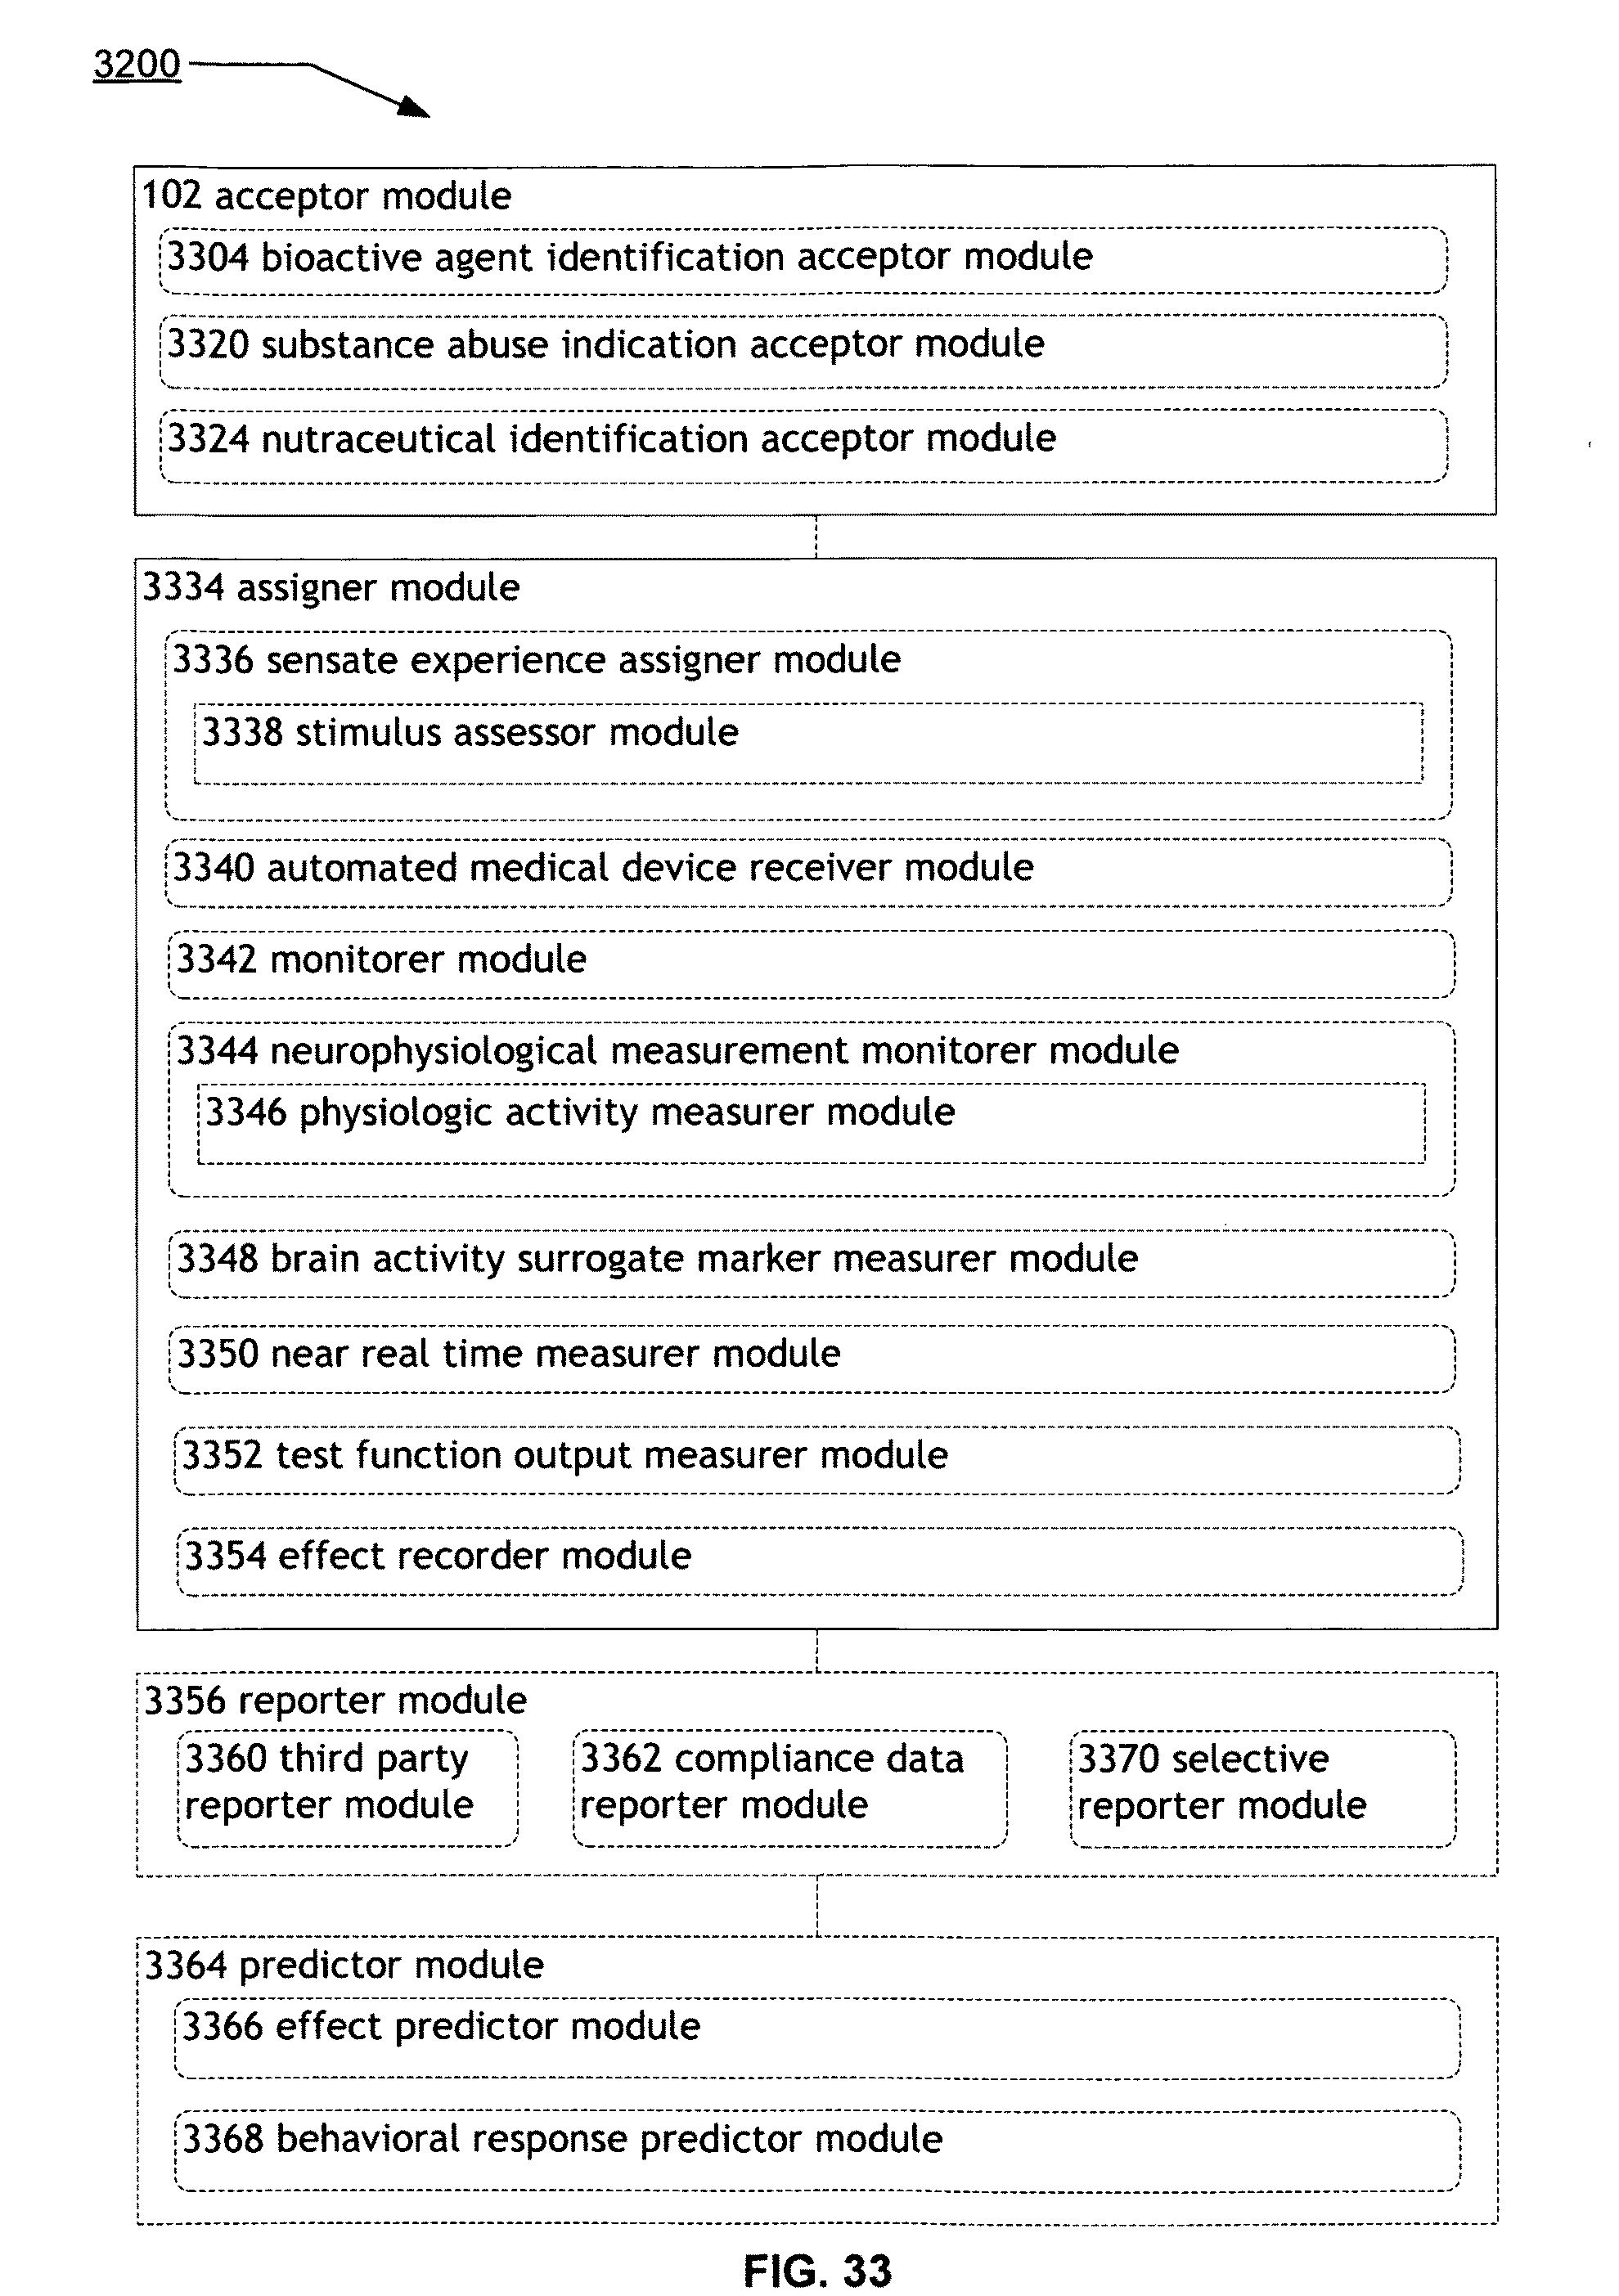 3200
102 acceptor module
3304 bioactive agent identification acceptor module
3320 substance abuse indication acceptor module
3324 nutraceutical identification acceptor module
3334 assigner module
3336 sensate experience assigner module
3338 stimulus assessor module
3340 automated medical device receiver module
3342 monitorer module
3344 neurophysiological measurement monitorer module
3346 physiologic activity measurer module
3348 brain activity surrogate marker measurer module
3350 near real time measurer module
3352 test function output measurer module
3354 effect recorder module
3356 reporter module
3360 third party
reporter module
3362 compliance data
reporter module
3370 selective
reporter module
3364 predictor module
3366 effect predictor module
3368 behavioral response predictor module
FIG. 33